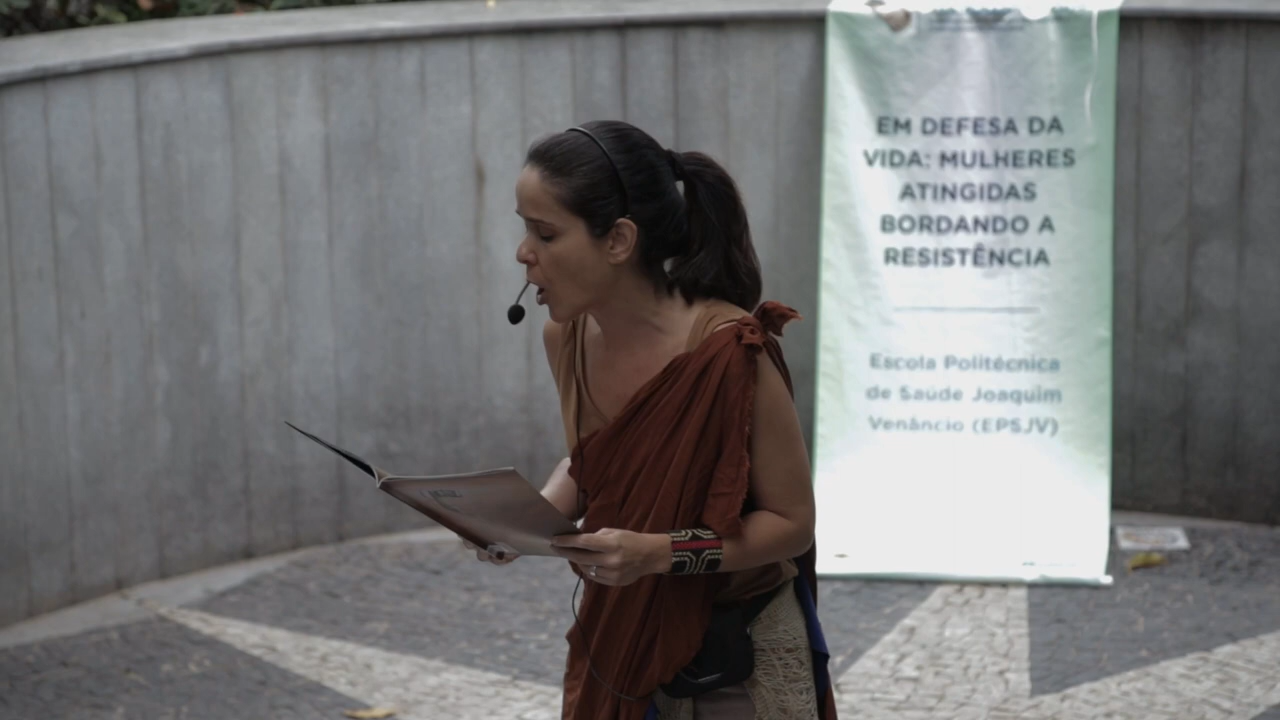 EM DEFESA DA
VIDA: MULHERES
ATINGIDAS
BORDANDO A
RESISTÊNCIA
Escola Politécnica
de Saúde Joaquim
Venâncio (EPSJV)